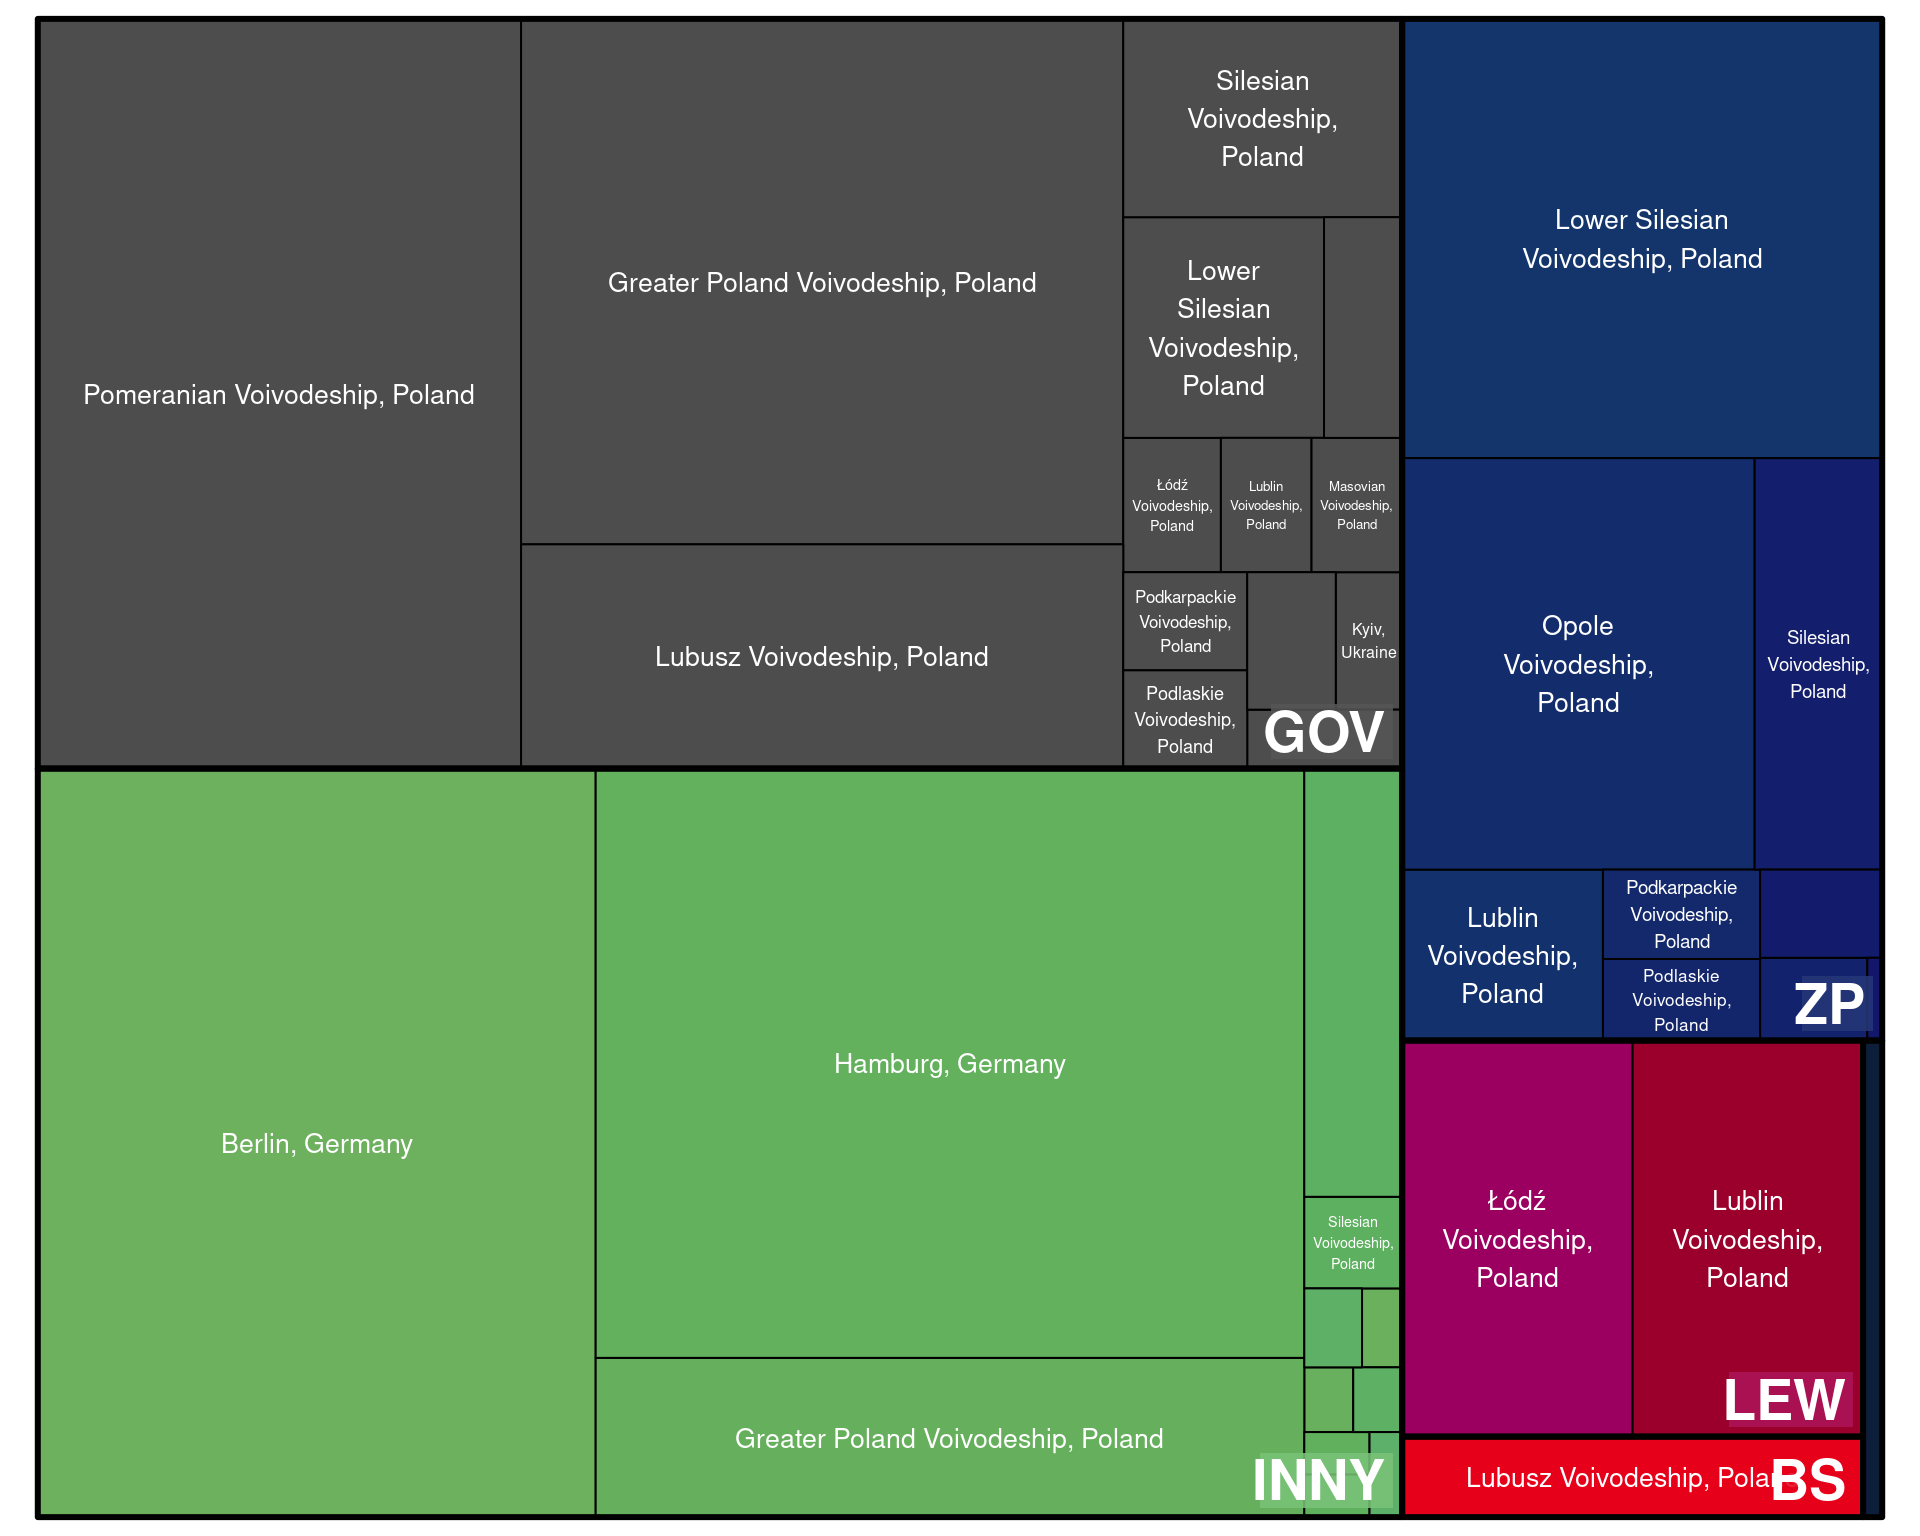 Pomeranian Voivodeship, Poland
Greater Poland Voivodeship, Poland
Lubusz Voivodeship, Poland
Silesian
Voivodeship,
Poland
Lower
Silesian
Voivodeship,
Poland
Łódź
Voivodeship,
Poland
Lublin
Voivodeship,
Poland
Masovian
Voivodeship,
Poland
Podkarpackie
Voivodeship,
Poland
Podlaskie
Voivodeship,
Poland
Kyiv,
Ukraine
GOV
Berlin, Germany
Hamburg, Germany
Greater Poland Voivodeship, Poland
Silesian
Voivodeship,
Poland
INNY
Lower Silesian
Voivodeship, Poland
Opole
Voivodeship,
Poland
Silesian
Voivodeship,
Poland
Lublin
Voivodeship,
Poland
Podkarpackie
Voivodeship,
Poland
Podlaskie
Voivodeship,
Poland
ZP
Łódź
Voivodeship,
Poland
Lublin
Voivodeship,
Poland
LEW
Lubusz Voivodeship,
BS